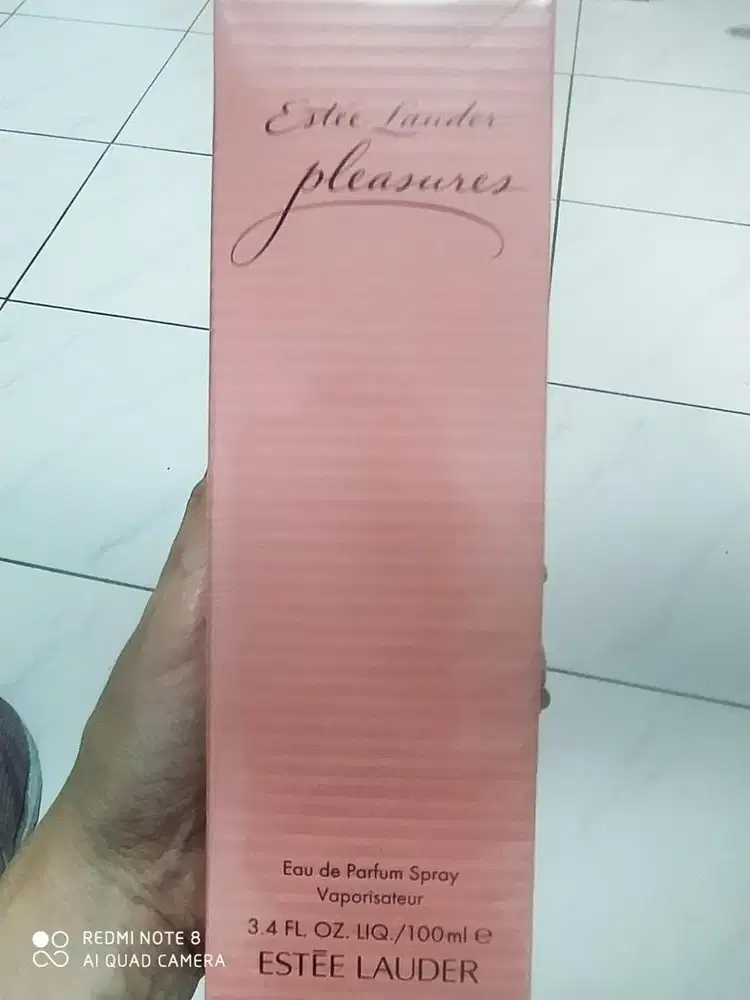 Estée Lauder
pleasures
Eau de Parfum Spray
Vaporisateur
3.4 FL. OZ. LIQ./100ml ℮
ESTĒE LAUDER
REDMI NOTE 8
AI QUAD CAMERA